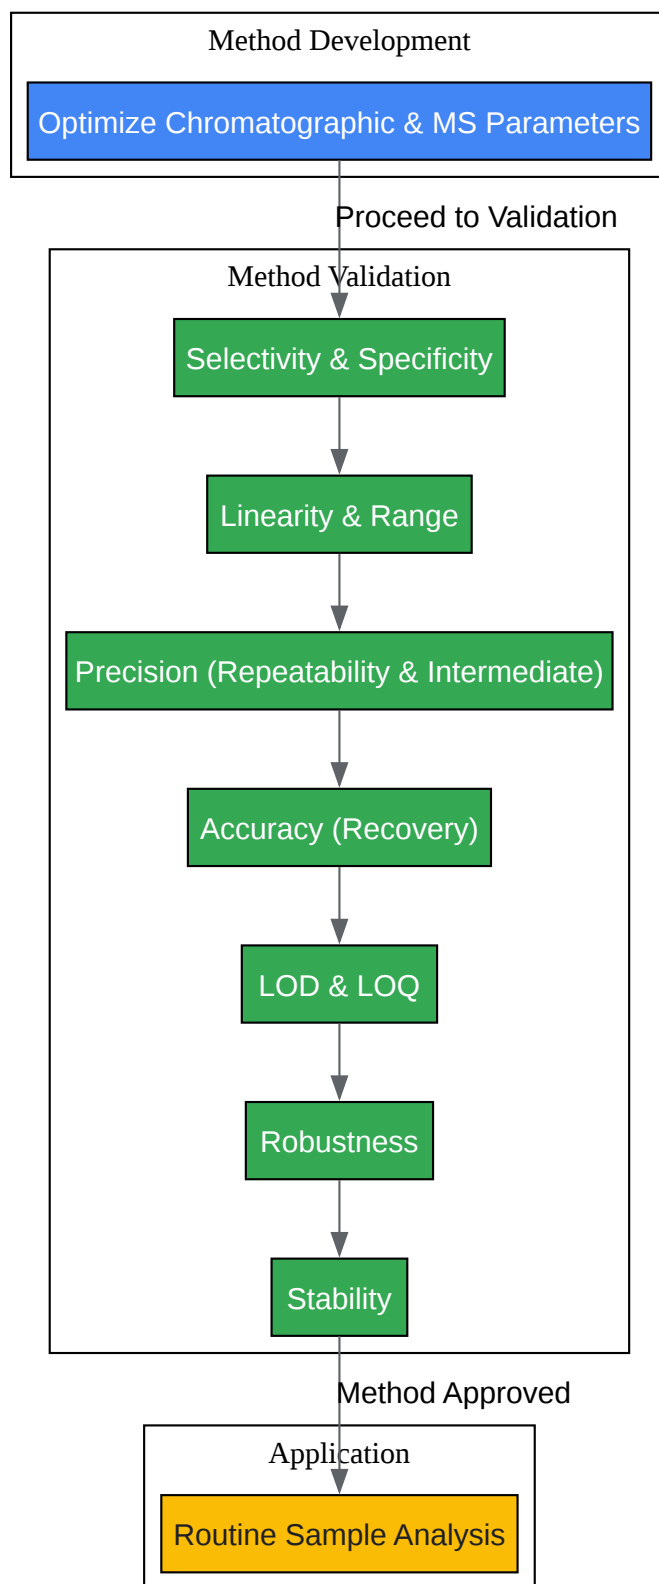 Method Development
Optimize Chromatographic & MS Parameters
Proceed to Validation
Method Validation
Selectivity & Specificity
Linearity & Range
Precision (Repeatability & Intermediate)
Accuracy (Recovery)
LOD & LOQ
Robustness
Stability
Method Approved
Application
Routine Sample Analysis